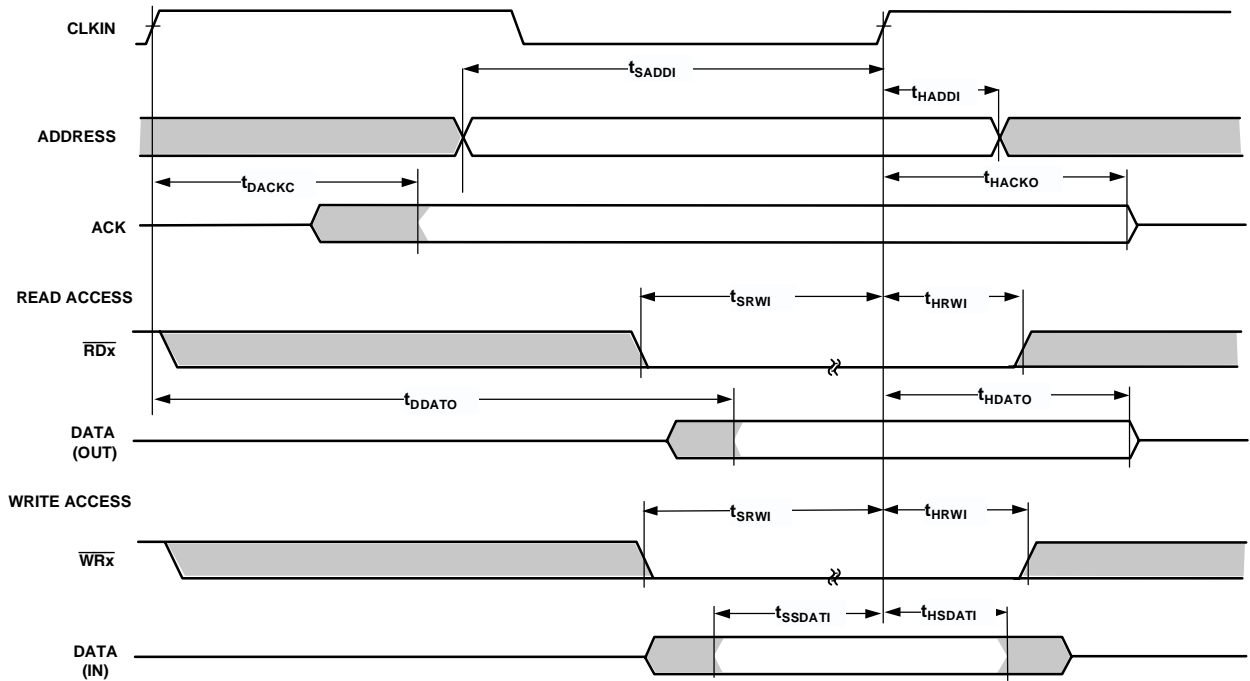 CLKIN
tSADDI
tHADDI
ADDRESS
tDACKC
tHACKO
ACK
READ ACCESS
tSRWI
tHRWI
RDx
tDDATO
tHDATO
DATA
(OUT)
WRITE ACCESS
tSRWI
tHRWI
WRx
tSSDATI
tHSDATI
DATA
(IN)